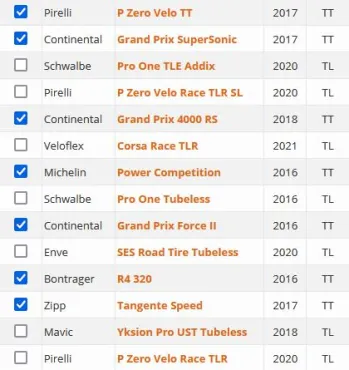 Pirelli P Zero Velo TT 2017 TT
Continental Grand Prix SuperSonic 2017 TT
Schwalbe Pro One TLE Addix 2020 TL
Pirelli P Zero Velo Race TLR SL 2020 TL
Continental Grand Prix 4000 RS 2018 TT
Veloflex Corsa Race TLR 2021 TL
Michelin Power Competition 2016 TT
Schwalbe Pro One Tubeless 2016 TL
Continental Grand Prix Force II 2016 TT
Enve SES Road Tire Tubeless 2020 TL
Bontrager R4 320 2016 TT
Zipp Tangente Speed 2017 TT
Mavic Yksion Pro UST Tubeless 2018 TL
Pirelli P Zero Velo Race TLR 2020 TL